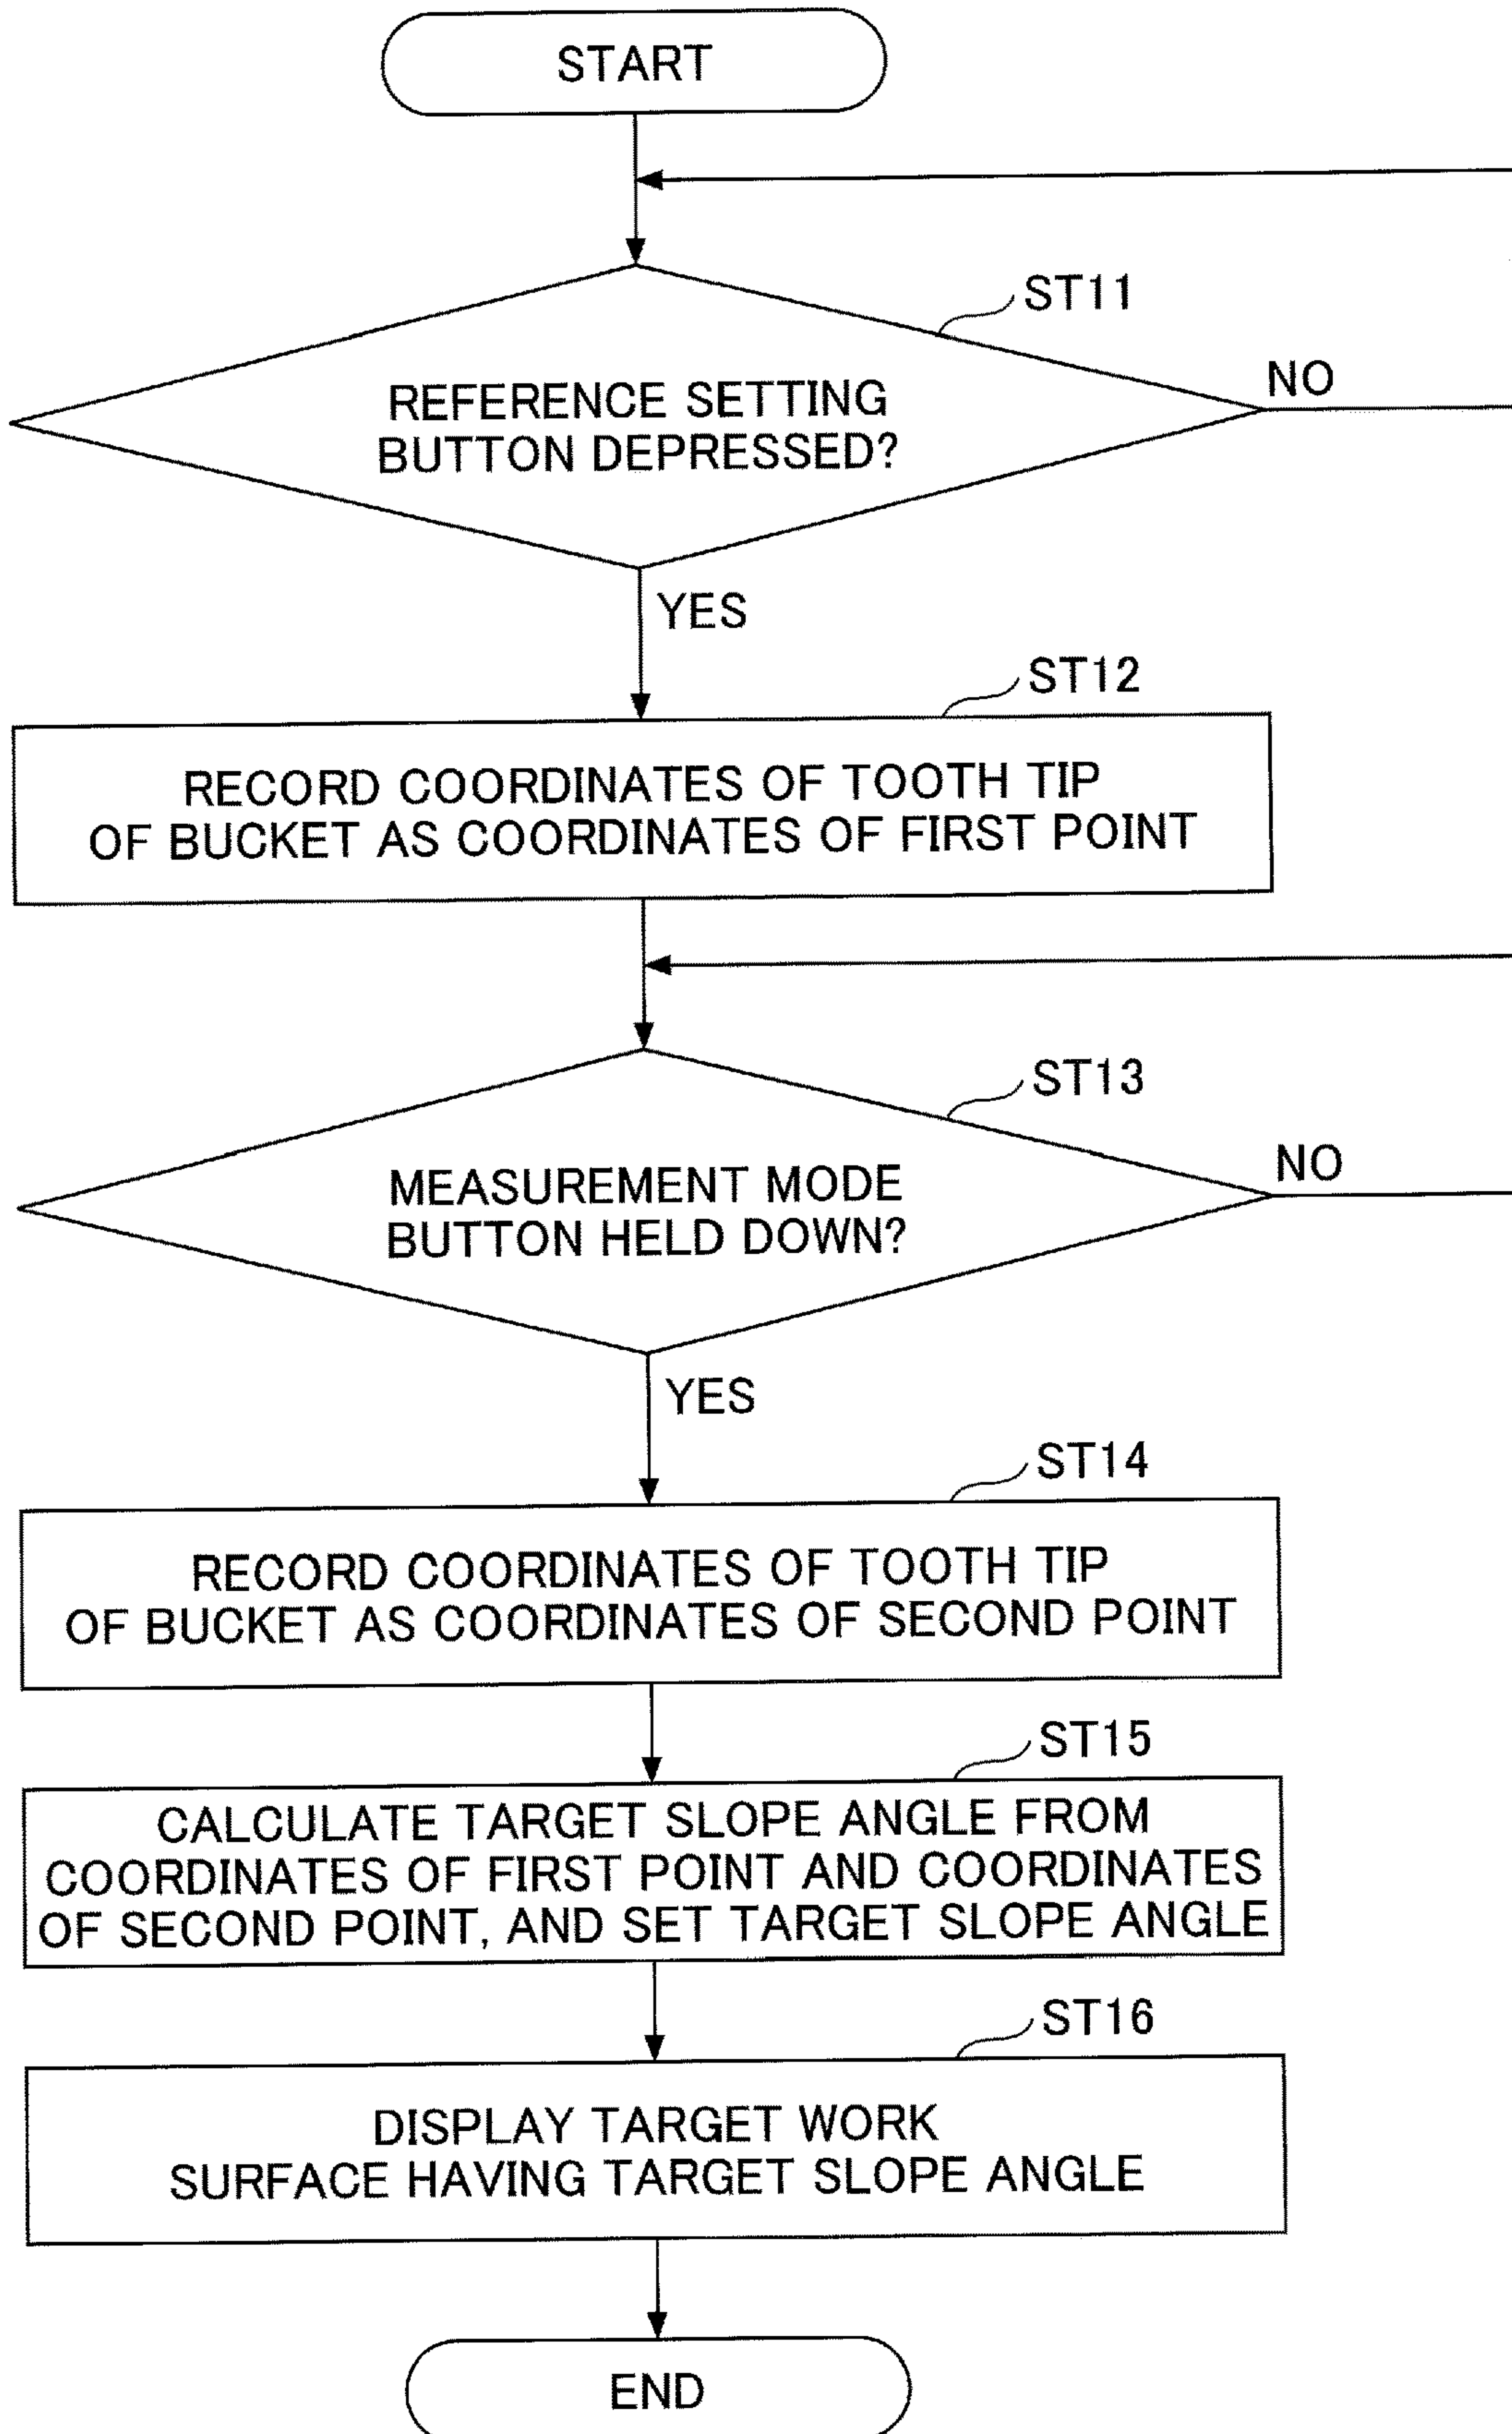 START
ST11
REFERENCE SETTING
BUTTON DEPRESSED?
NO
YES
ST12
RECORD COORDINATES OF TOOTH TIP
OF BUCKET AS COORDINATES OF FIRST POINT
ST13
MEASUREMENT MODE
BUTTON HELD DOWN?
NO
YES
ST14
RECORD COORDINATES OF TOOTH TIP
OF BUCKET AS COORDINATES OF SECOND POINT
ST15
CALCULATE TARGET SLOPE ANGLE FROM
COORDINATES OF FIRST POINT AND COORDINATES
OF SECOND POINT, AND SET TARGET SLOPE ANGLE
ST16
DISPLAY TARGET WORK
SURFACE HAVING TARGET SLOPE ANGLE
END